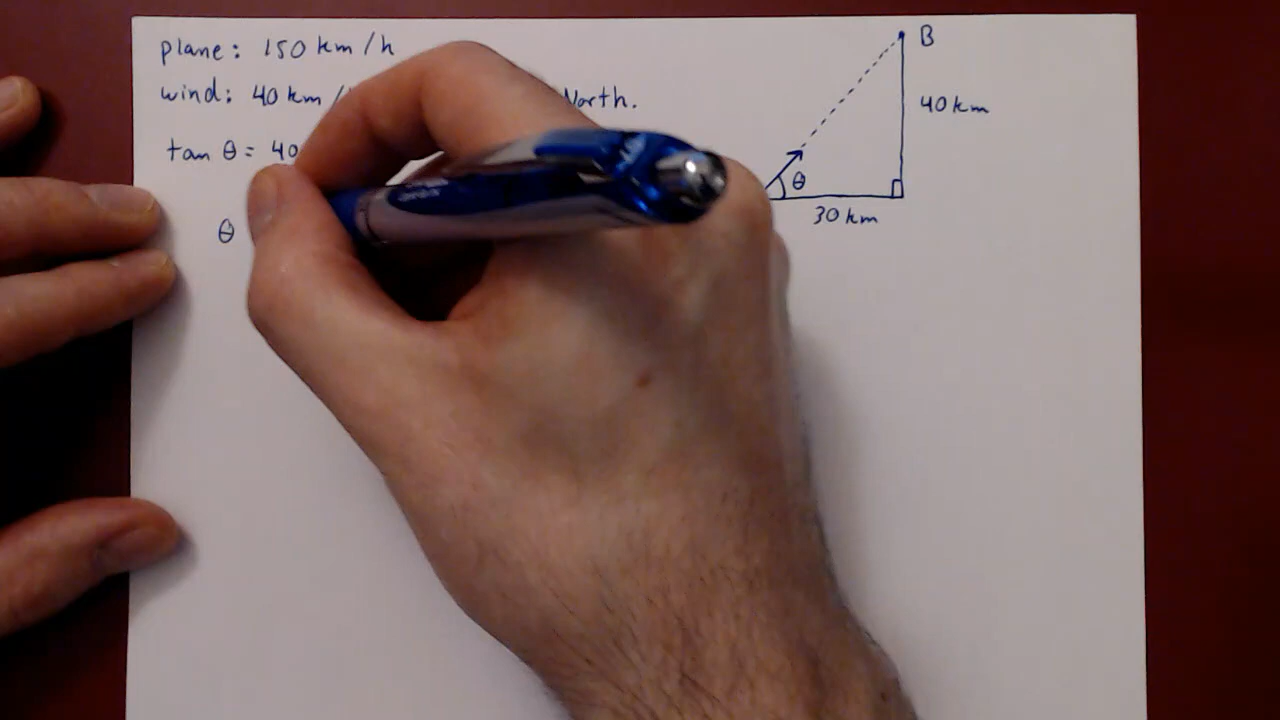 plane: 150 km/h
wind: 40 km/
North.
tan θ = 40
θ
B
40 km
θ
30 km